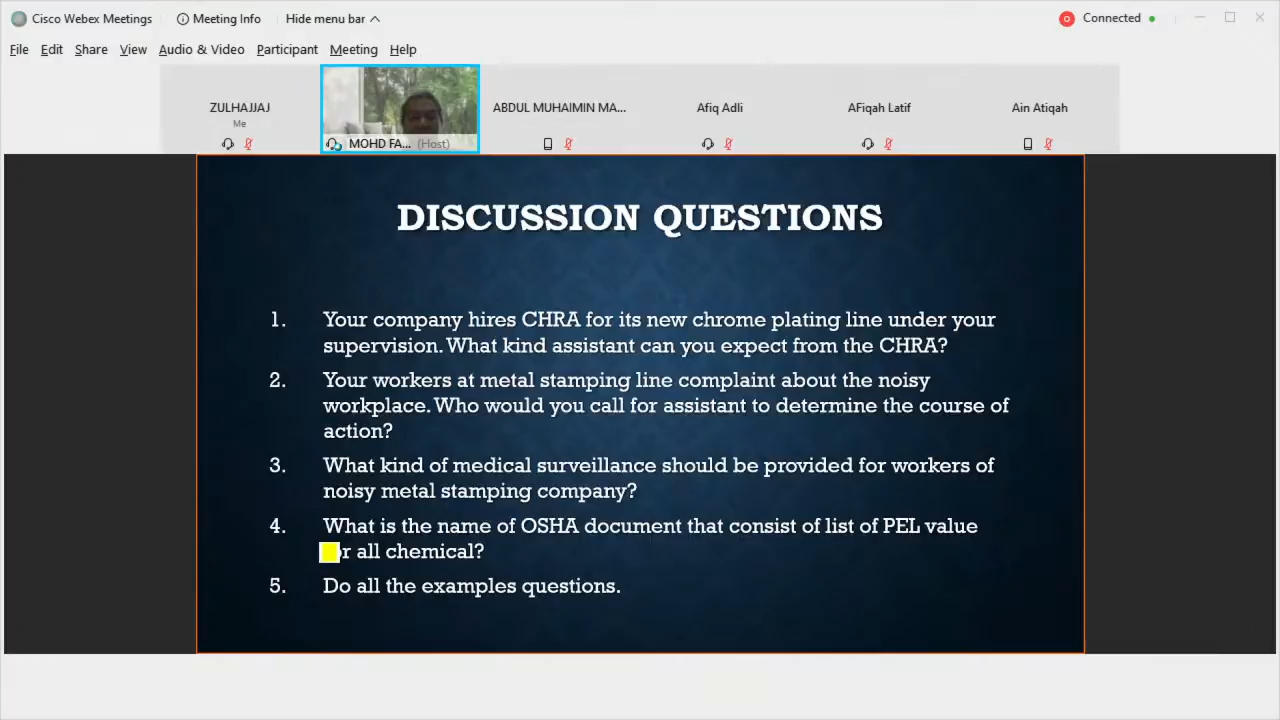 Cisco Webex Meetings Meeting Info Hide menu bar Connected
File Edit Share View Audio & Video Participant Meeting Help
ZULHAJJAJ ABDUL MUHAIMIN MA... Afiq Adli AFiqah Latif Ain Atiqah
Me
MOHD FA... (Host)
DISCUSSION QUESTIONS
1. Your company hires CHRA for its new chrome plating line under your
supervision. What kind assistant can you expect from the CHRA?
2. Your workers at metal stamping line complaint about the noisy
workplace. Who would you call for assistant to determine the course of
action?
3. What kind of medical surveillance should be provided for workers of
noisy metal stamping company?
4. What is the name of OSHA document that consist of list of PEL value
all chemical?
5. Do all the examples questions.